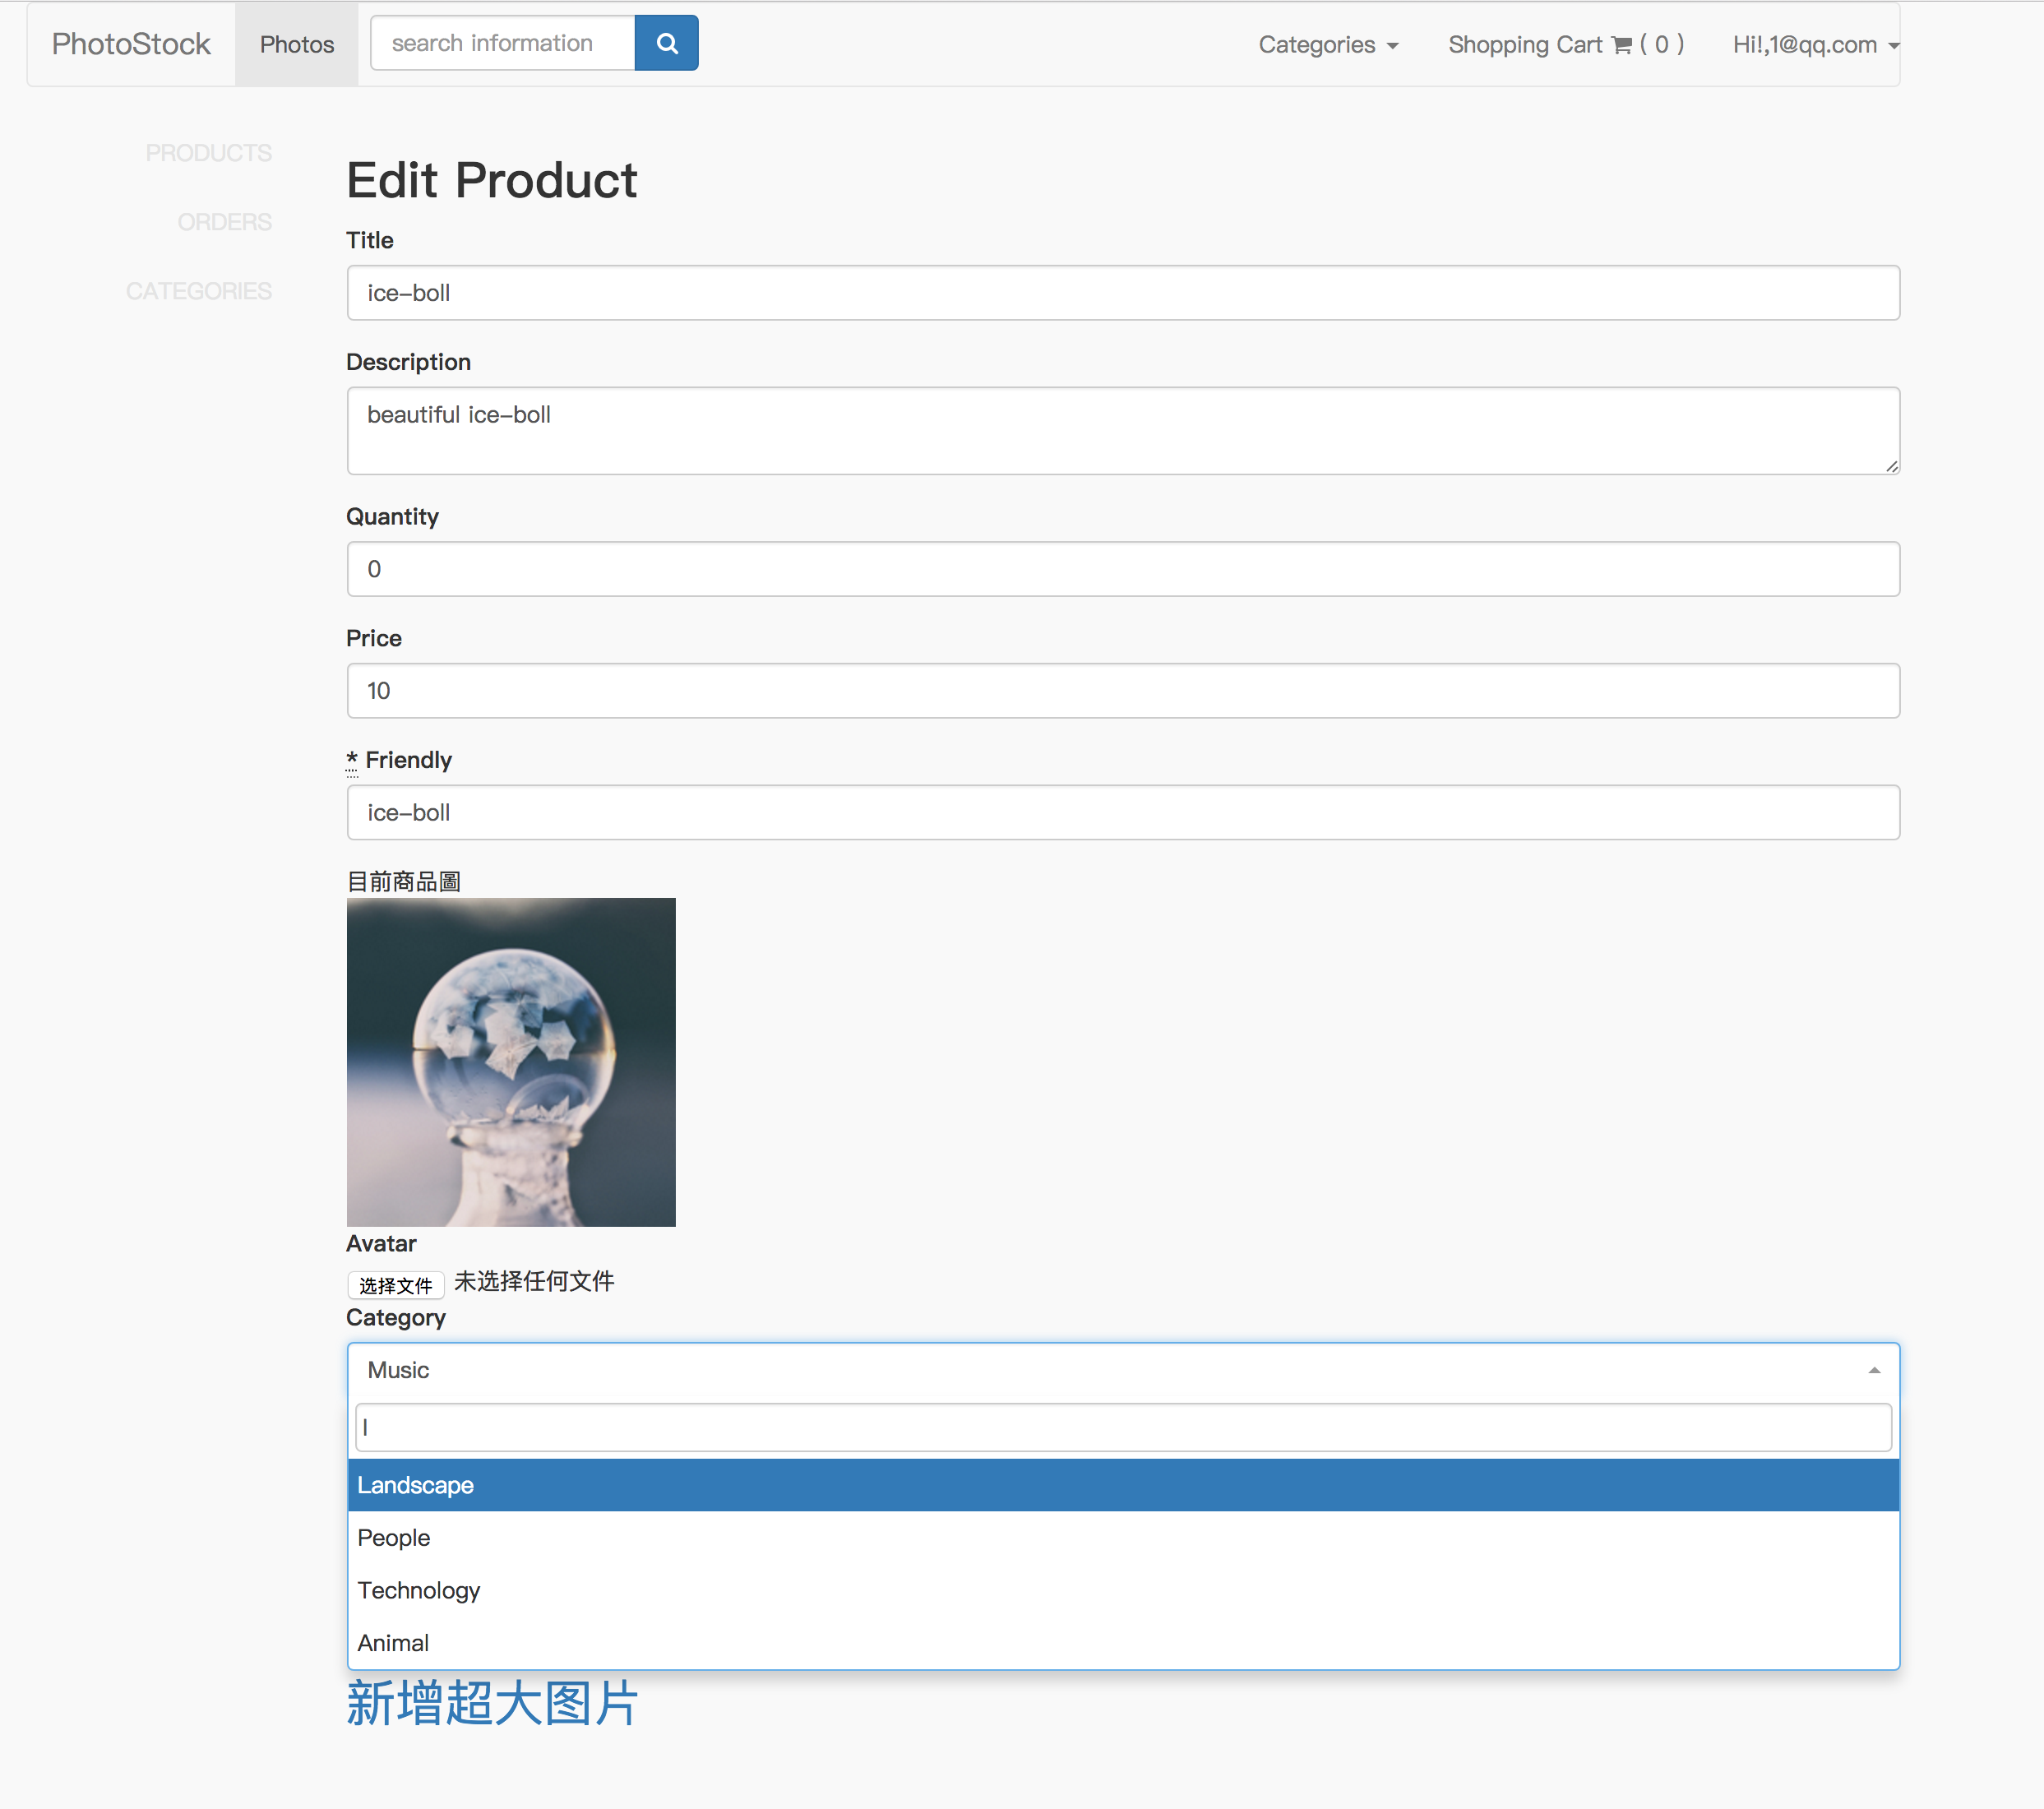 PhotoStock Photos search information Categories Shopping Cart ( 0 ) Hi!,1@qq.com
PRODUCTS
ORDERS
CATEGORIES
Edit Product
Title
ice-boll
Description
beautiful ice-boll
Quantity
0
Price
10
* Friendly
ice-boll
目前商品圖
Avatar
选择文件 未选择任何文件
Category
Music
l
Landscape
People
Technology
Animal
新增超大图片